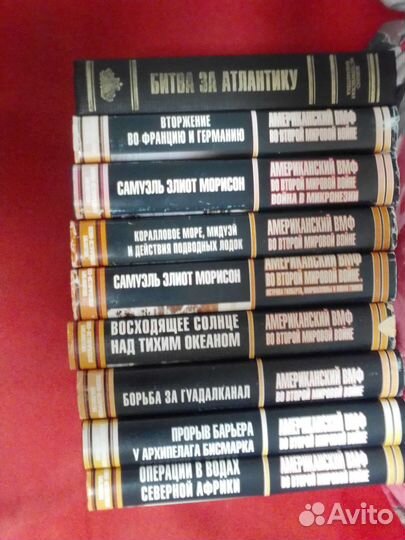 БИТВА ЗА АТЛАНТИКУ
ВТОРЖЕНИЕ
ВО ФРАНЦИЮ И ГЕРМАНИЮ
АМЕРИКАНСКИЙ ВМФ
ВО ВТОРОЙ МИРОВОЙ ВОЙНЕ
САМУЭЛЬ ЭЛИОТ МОРИСОН
АМЕРИКАНСКИЙ ВМФ
ВО ВТОРОЙ МИРОВОЙ ВОЙНЕ
ВОЙНА В МИКРОНЕЗИИ
КОРАЛЛОВОЕ МОРЕ, МИДУЭЙ
И ДЕЙСТВИЯ ПОДВОДНЫХ ЛОДОК
АМЕРИКАНСКИЙ ВМФ
ВО ВТОРОЙ МИРОВОЙ ВОЙНЕ
САМУЭЛЬ ЭЛИОТ МОРИСОН
АМЕРИКАНСКИЙ ВМФ
ВО ВТОРОЙ МИРОВОЙ ВОЙНЕ
ВОСХОДЯЩЕЕ СОЛНЦЕ
НАД ТИХИМ ОКЕАНОМ
АМЕРИКАНСКИЙ ВМФ
ВО ВТОРОЙ МИРОВОЙ ВОЙНЕ
БОРЬБА ЗА ГУАДАЛКАНАЛ
АМЕРИКАНСКИЙ ВМФ
ВО ВТОРОЙ МИРОВОЙ ВОЙНЕ
ПРОРЫВ БАРЬЕРА
У АРХИПЕЛАГА БИСМАРКА
АМЕРИКАНСКИЙ ВМФ
ВО ВТОРОЙ МИРОВОЙ ВОЙНЕ
ОПЕРАЦИИ В ВОДАХ
СЕВЕРНОЙ АФРИКИ
АМЕРИКАНСКИЙ ВМФ
ВО ВТОРОЙ МИРОВОЙ ВОЙНЕ
Avito